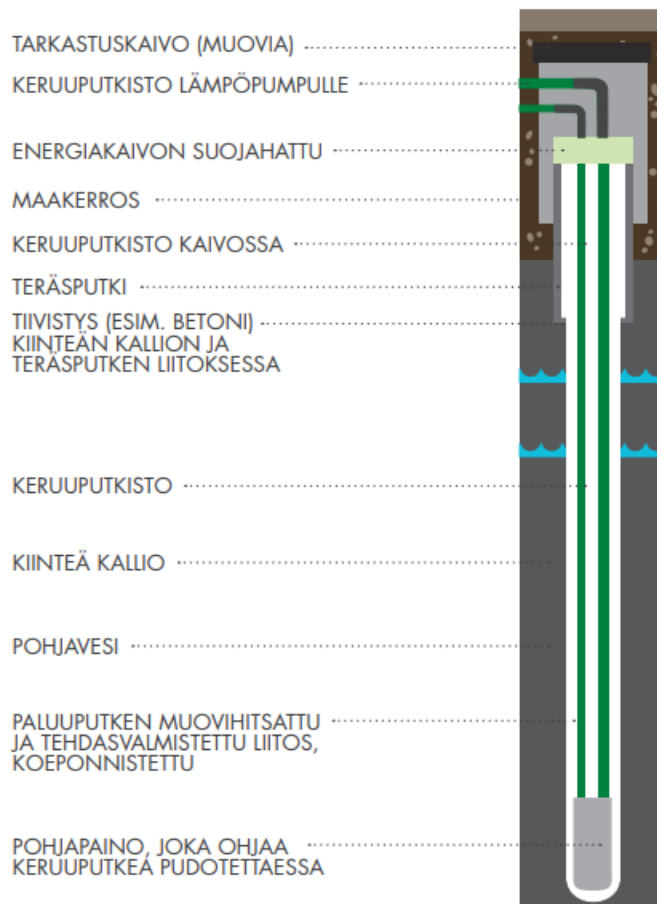 TARKASTUSKAIVO (MUOVIA)
KERUUPUTKISTO LÄMPÖPUMPULLE
ENERGIAKAIVON SUOJAHATTU
MAAKERROS
KERUUPUTKISTO KAIVOSSA
TERÄSPUTKI
TIIVISTYS (ESIM. BETONI)
KIINTEÄN KALLION JA
TERÄSPUTKEN LIITOKSESSA
KERUUPUTKISTO
KIINTEÄ KALLIO
POHJAVESI
PALUUPUTKEN MUOVIHITSATTU
JA TEHDASVALMISTETTU LIITOS,
KOEPONNISTETTU
POHJAPAINO, JOKA OHJAA
KERUUPUTKEA PUDOTETTAESSA